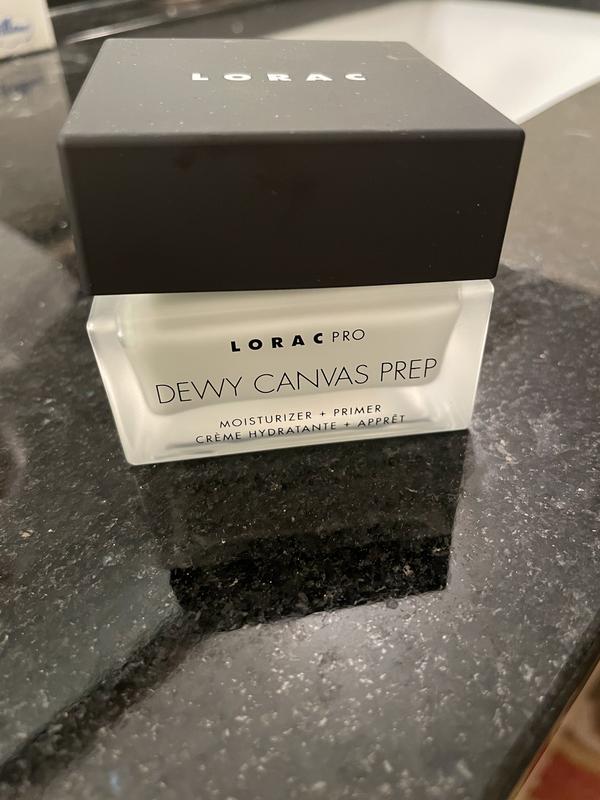 LORAC
LORAC PRO
DEWY CANVAS PREP
MOISTURIZER + PRIMER
CRÈME HYDRATANTE + APPRÊT